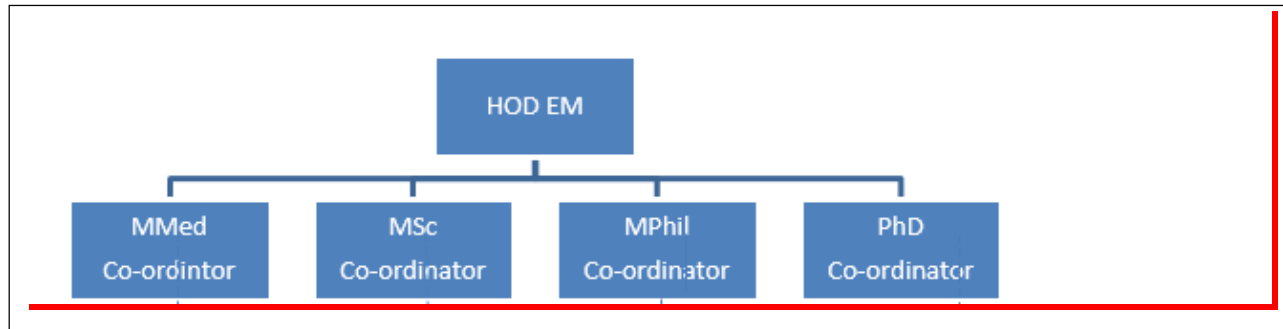 HOD EM
MMed
Co-ordintor
MSc
Co-ordinator
MPhil
Co-ordinator
PhD
Co-ordinator